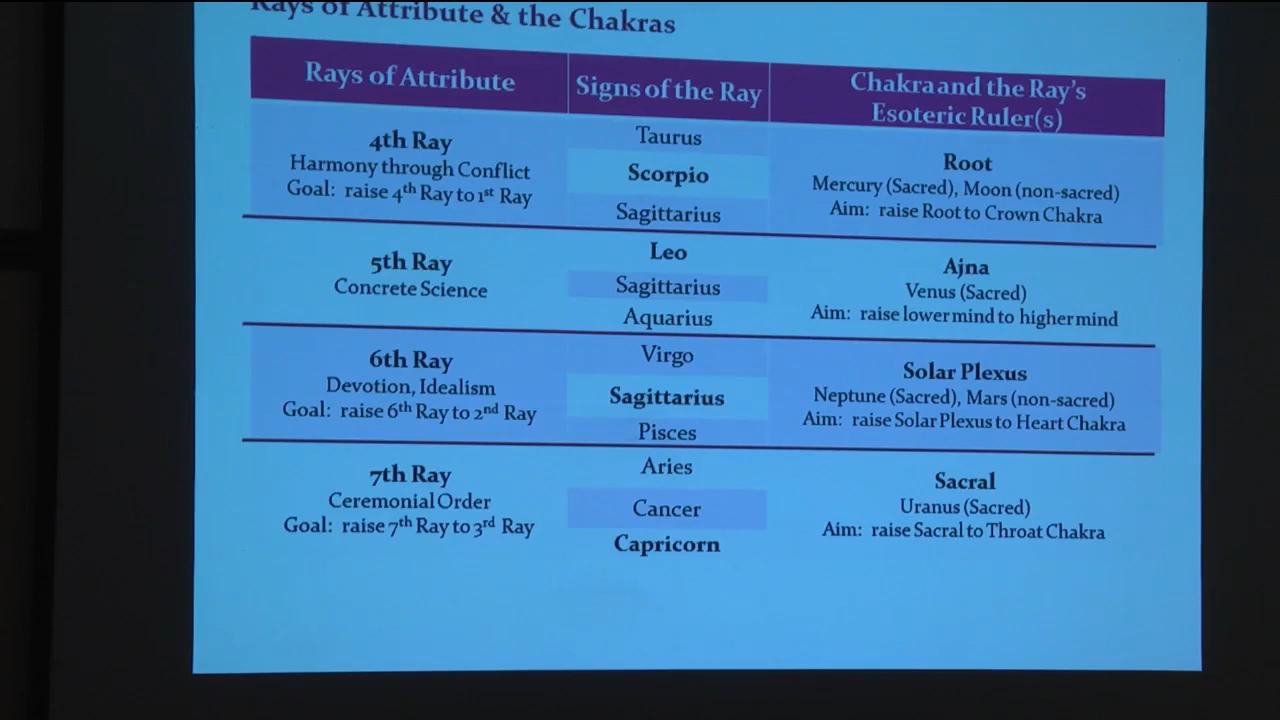 Rays of Attribute & the Chakras
Rays of Attribute
Signs of the Ray
Chakra and the Ray's
Esoteric Ruler(s)
4th Ray
Harmony through Conflict
Goal: raise 4th Ray to 1st Ray
Taurus
Scorpio
Sagittarius
Root
Mercury (Sacred), Moon (non-sacred)
Aim: raise Root to Crown Chakra
5th Ray
Concrete Science
Leo
Sagittarius
Aquarius
Ajna
Venus (Sacred)
Aim: raise lower mind to higher mind
6th Ray
Devotion, Idealism
Goal: raise 6th Ray to 2nd Ray
Virgo
Sagittarius
Pisces
Solar Plexus
Neptune (Sacred), Mars (non-sacred)
Aim: raise Solar Plexus to Heart Chakra
7th Ray
Ceremonial Order
Goal: raise 7th Ray to 3rd Ray
Aries
Cancer
Capricorn
Sacral
Uranus (Sacred)
Aim: raise Sacral to Throat Chakra